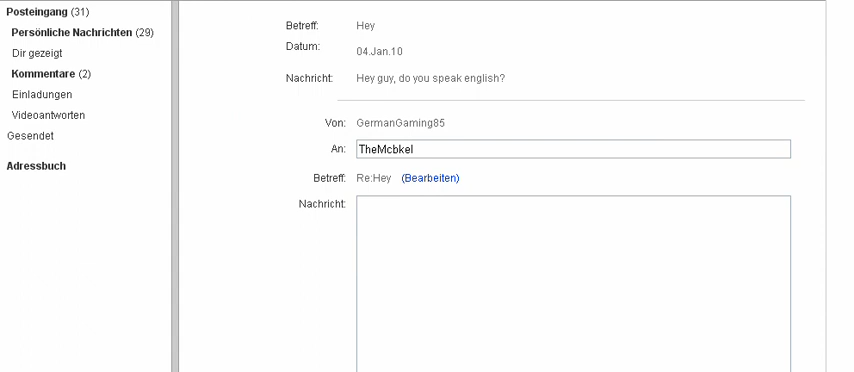 Posteingang (31)
Persönliche Nachrichten (29)
Dir gezeigt
Kommentare (2)
Einladungen
Videoantworten
Gesendet
Adressbuch
Betreff: Hey
Datum: 04.Jan.10
Nachricht: Hey guy, do you speak english?
Von: GermanGaming85
An: TheMcbkel
Betreff: Re:Hey (Bearbeiten)
Nachricht: